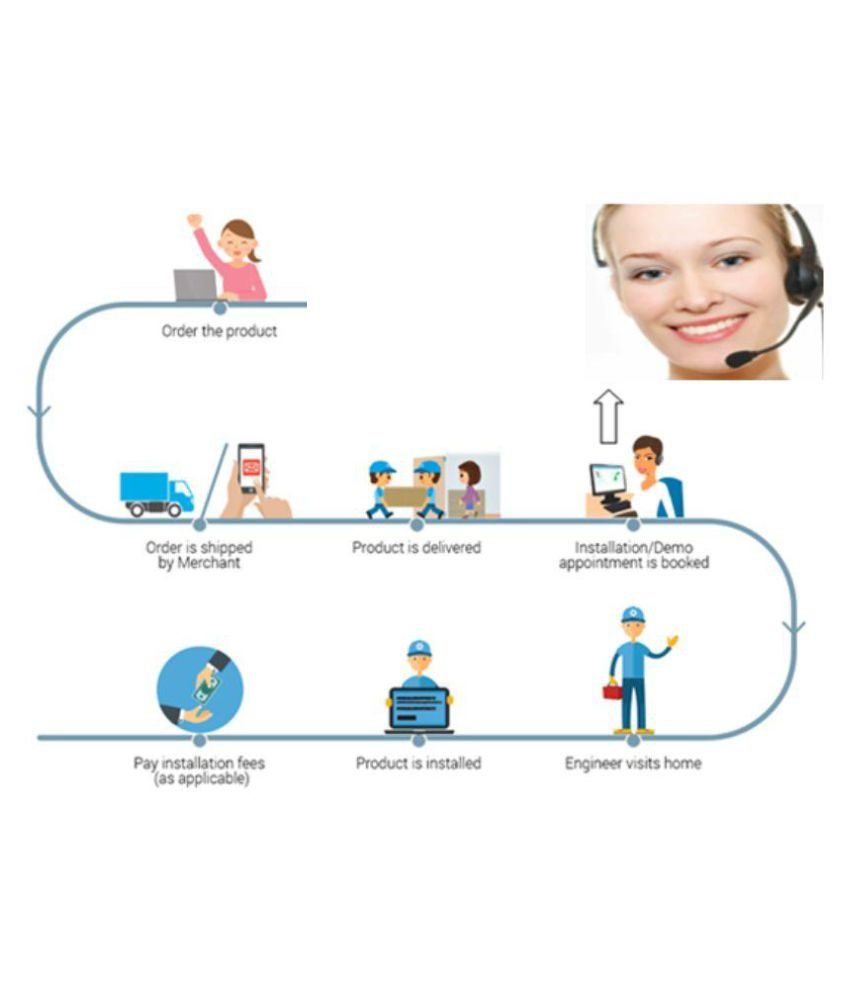 Order the product
Order is shipped
by Merchant
Product is delivered
Installation/Demo
appointment is booked
Engineer visits home
Product is installed
Pay installation fees
(as applicable)